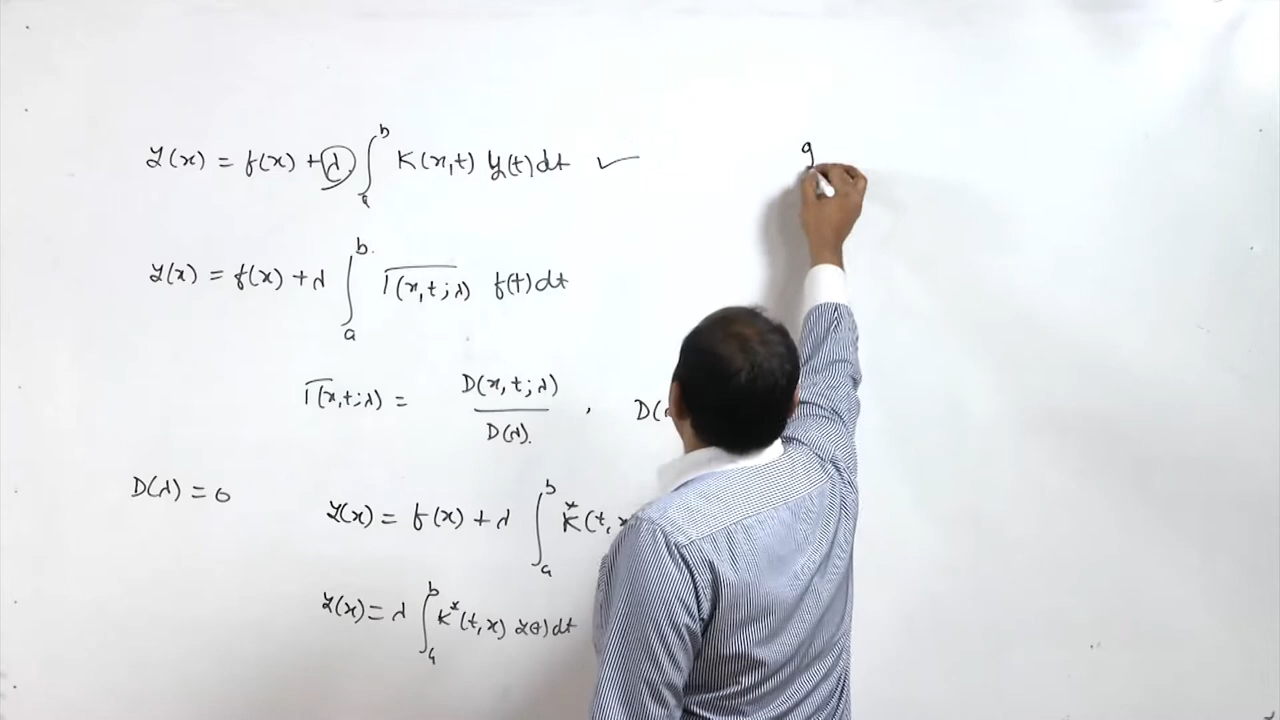 y(x) = f(x) + λ ∫_a^b K(x,t) y(t)dt ✓
y(x) = f(x) + λ ∫_a^b Γ(x,t;λ) f(t)dt
Γ(x,t;λ) = D(x,t;λ) / D(λ) , D(
D(λ) = 0
z(x) = f(x) + λ ∫_a^b K*(t,x
z(x) = λ ∫_a^b K*(t,x) z(t)dt